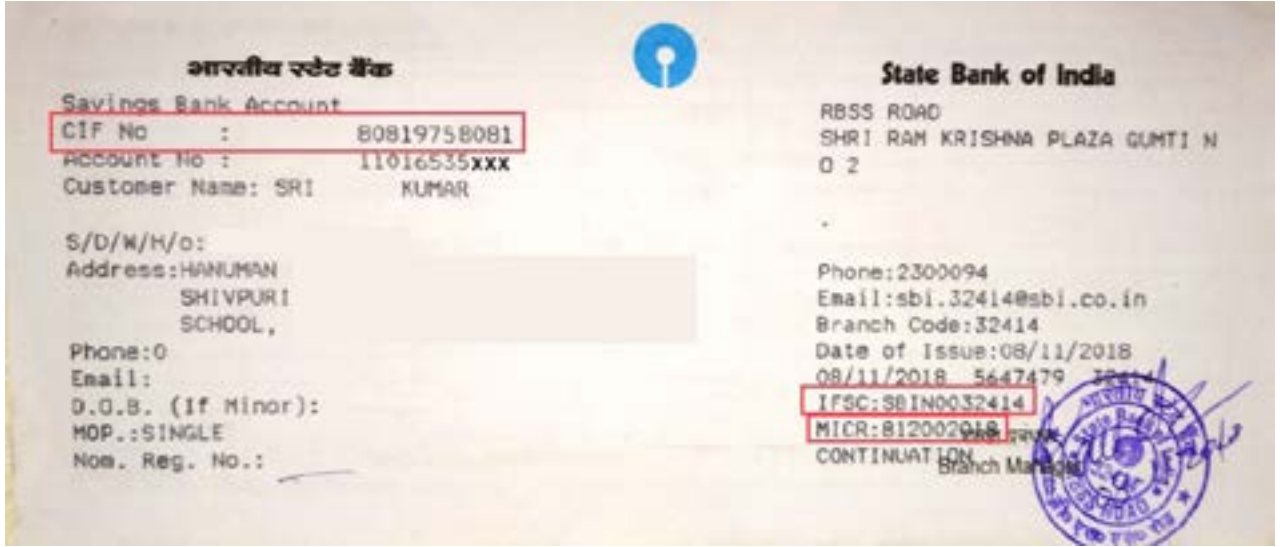 भारतीय स्टेट बैंक
State Bank of India
Savings Bank Account
CIF No : 80819758081
Account No : 11016535xxx
Customer Name: SRI KUMAR
S/D/W/H/o:
Address:HANUMAN
SHIVPURI
SCHOOL,
Phone:0
Email:
D.O.B. (If Minor):
MOP.:SINGLE
Nom. Reg. No.:
RBSS ROAD
SHRI RAM KRISHNA PLAZA GUMTI N
O 2
.
Phone:2300094
Email:sbi.32414@sbi.co.in
Branch Code:32414
Date of Issue:08/11/2018
08/11/2018 5647479 32414
IFSC:SBIN0032414
MICR:812002018
CONTINUATION
Branch Manager